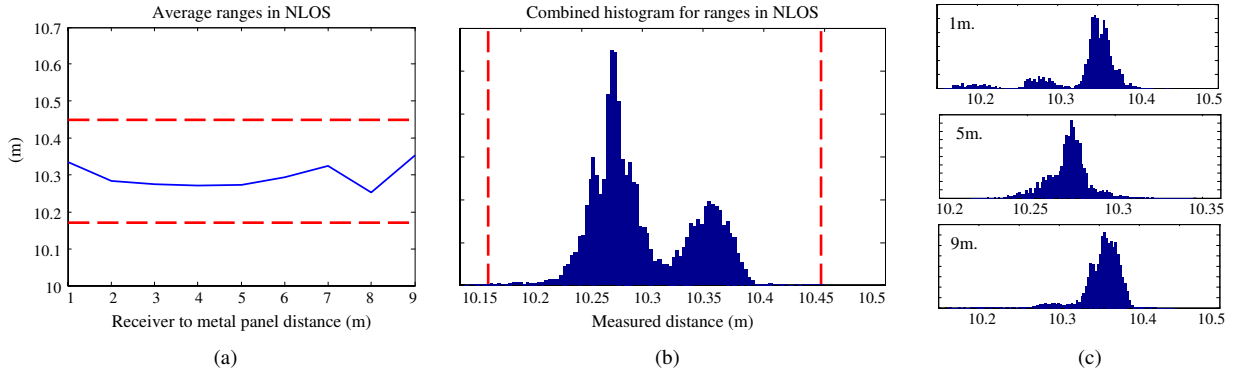 Average ranges in NLOS
10.7
10.6
10.5
10.4
10.3
10.2
10.1
10
(m)
1 2 3 4 5 6 7 8 9
Receiver to metal panel distance (m)
(a)
Combined histogram for ranges in NLOS
10.15 10.2 10.25 10.3 10.35 10.4 10.45 10.5
Measured distance (m)
(b)
1m.
10.2 10.3 10.4 10.5
5m.
10.2 10.25 10.3 10.35
9m.
10.2 10.3 10.4 10.5
(c)